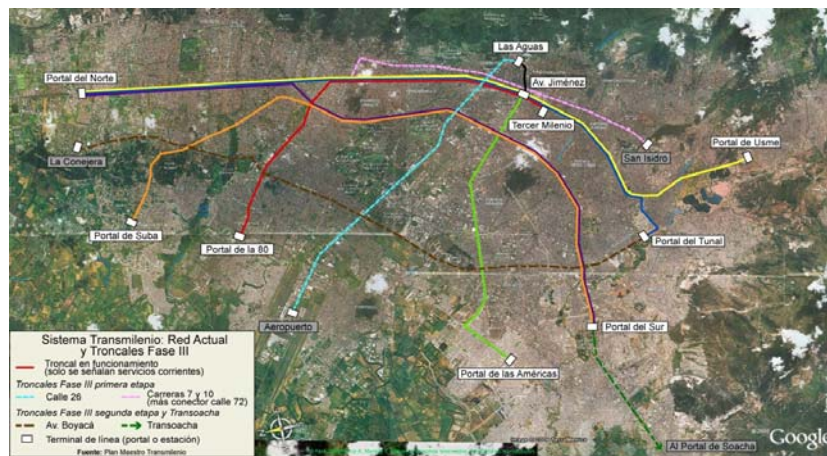 Las Aguas
Portal del Norte
Av. Jiménez
Tercer Milenio
La Conejera
San Isidro
Portal de Usme
Portal de Suba
Portal de la 80
Portal del Tunal
Aeropuerto
Portal del Sur
Portal de las Américas
Al Portal de Soacha
Sistema Transmilenio: Red Actual
y Troncales Fase III
Troncal en funcionamiento
(solo se señalan servicios corrientes)
Troncales Fase III primera etapa
Calle 26
Carreras 7 y 10
(más conector calle 72)
Troncales Fase III segunda etapa y Transoacha
Av. Boyacá
Transoacha
Terminal de línea (portal o estación)
Fuente: Plan Maestro Transmilenio
Google